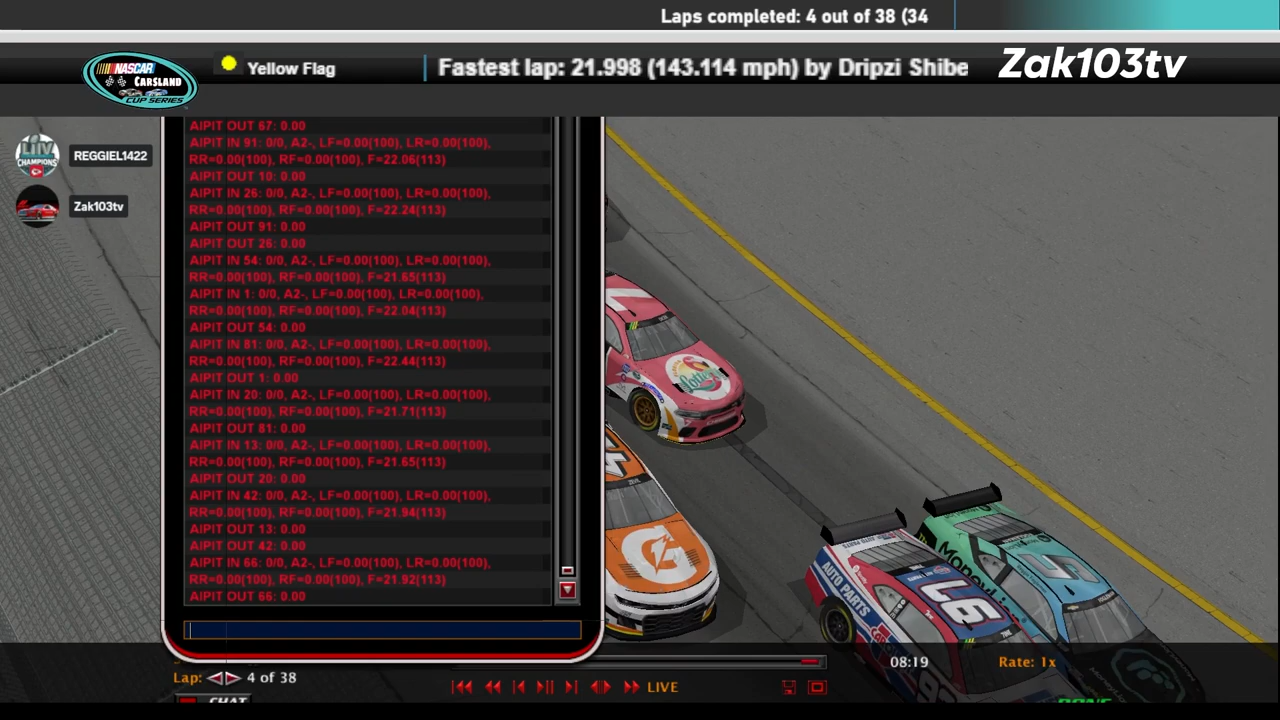 Laps completed: 4 out of 38 (34
NASCAR
CARSLAND
CUP SERIES
Yellow Flag
Fastest lap: 21.998 (143.114 mph) by Dripzi Shibe
Zak103tv
LIV
CHAMPIONS
REGGIEL1422
Zak103tv
AIPIT OUT 67: 0.00
AIPIT IN 91: 0/0, A2-, LF=0.00(100), LR=0.00(100),
RR=0.00(100), RF=0.00(100), F=22.06(113)
AIPIT OUT 10: 0.00
AIPIT IN 26: 0/0, A2-, LF=0.00(100), LR=0.00(100),
RR=0.00(100), RF=0.00(100), F=22.24(113)
AIPIT OUT 91: 0.00
AIPIT OUT 26: 0.00
AIPIT IN 54: 0/0, A2-, LF=0.00(100), LR=0.00(100),
RR=0.00(100), RF=0.00(100), F=21.65(113)
AIPIT IN 1: 0/0, A2-, LF=0.00(100), LR=0.00(100),
RR=0.00(100), RF=0.00(100), F=22.04(113)
AIPIT OUT 54: 0.00
AIPIT IN 81: 0/0, A2-, LF=0.00(100), LR=0.00(100),
RR=0.00(100), RF=0.00(100), F=22.44(113)
AIPIT OUT 1: 0.00
AIPIT IN 20: 0/0, A2-, LF=0.00(100), LR=0.00(100),
RR=0.00(100), RF=0.00(100), F=21.71(113)
AIPIT OUT 81: 0.00
AIPIT IN 13: 0/0, A2-, LF=0.00(100), LR=0.00(100),
RR=0.00(100), RF=0.00(100), F=21.65(113)
AIPIT OUT 20: 0.00
AIPIT IN 42: 0/0, A2-, LF=0.00(100), LR=0.00(100),
RR=0.00(100), RF=0.00(100), F=21.94(113)
AIPIT OUT 13: 0.00
AIPIT OUT 42: 0.00
AIPIT IN 66: 0/0, A2-, LF=0.00(100), LR=0.00(100),
RR=0.00(100), RF=0.00(100), F=21.92(113)
AIPIT OUT 66: 0.00
Lottery
G
AUTO PARTS
MoneyLion
Lap: 4 of 38
LIVE
08:19
Rate: 1x
CHAT